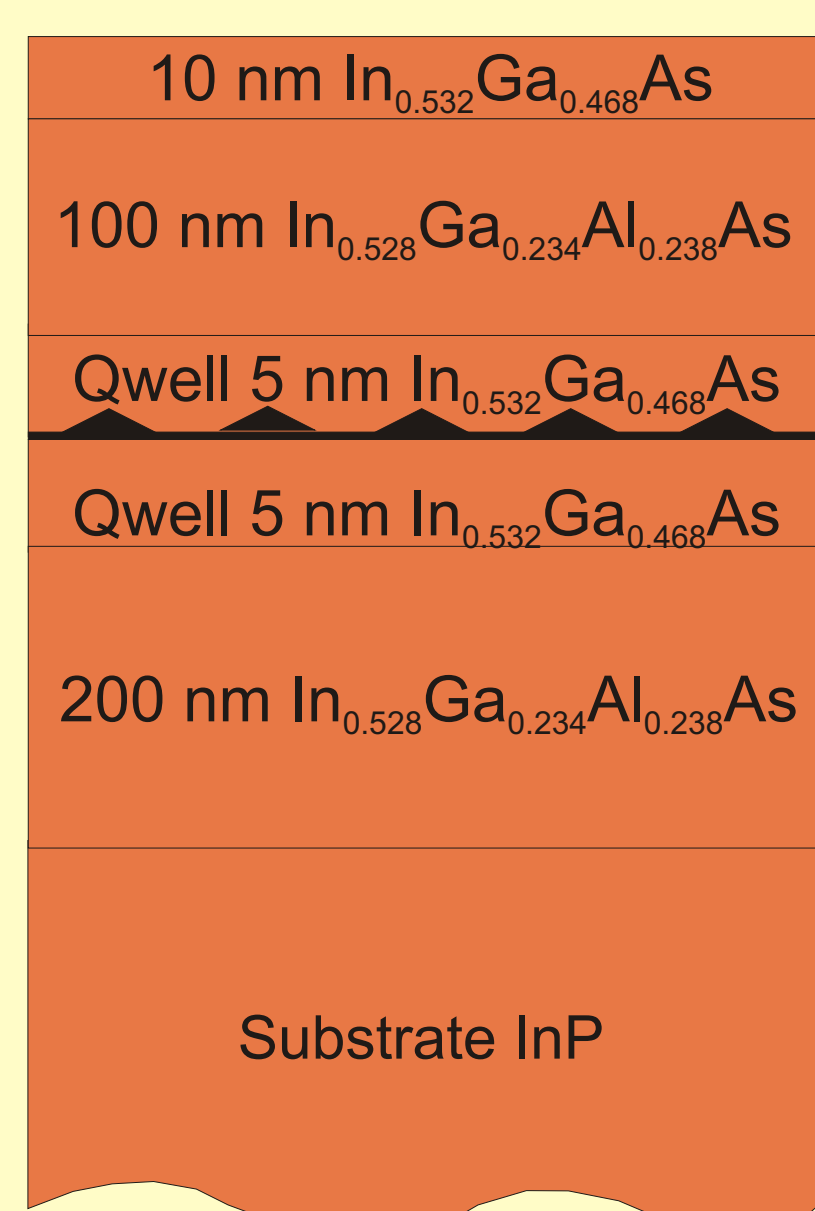 10 nm In₀.₅₃₂Ga₀.₄₆₈As
100 nm In₀.₅₂₈Ga₀.₂₃₄Al₀.₂₃₈As
Qwell 5 nm In₀.₅₃₂Ga₀.₄₆₈As
Qwell 5 nm In₀.₅₃₂Ga₀.₄₆₈As
200 nm In₀.₅₂₈Ga₀.₂₃₄Al₀.₂₃₈As
Substrate InP